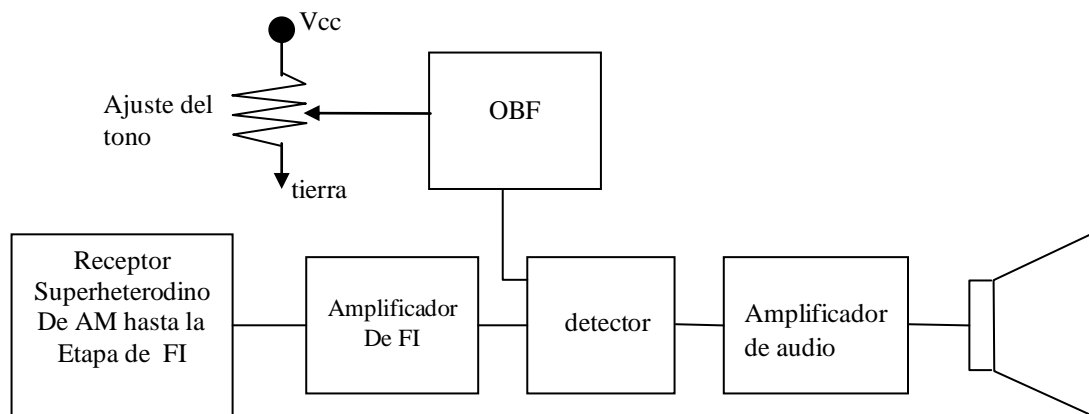 Vcc
Ajuste del
tono
OBF
tierra
Receptor
Superheterodino
De AM hasta la
Etapa de FI
Amplificador
De FI
detector
Amplificador
de audio